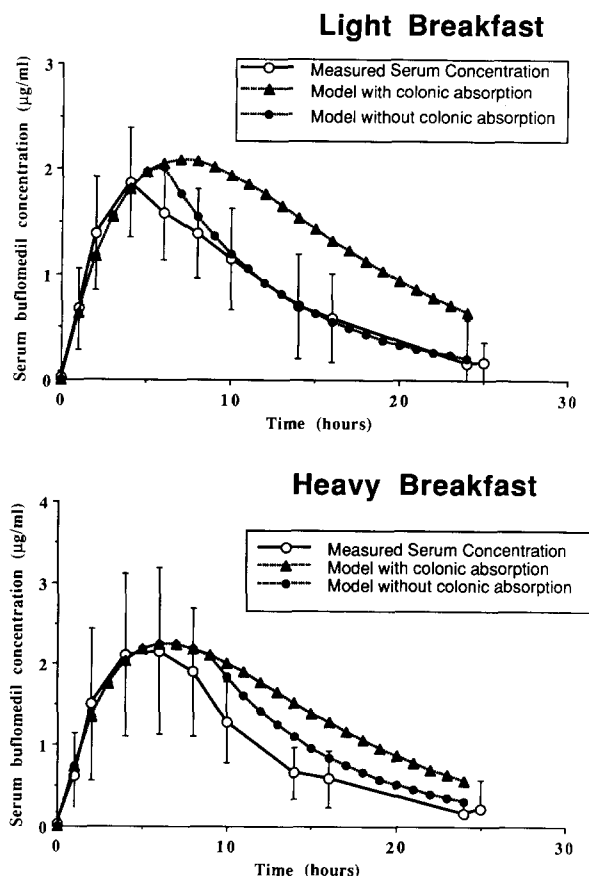 Light Breakfast
Measured Serum Concentration
Model with colonic absorption
Model without colonic absorption
Serum buflomedil concentration (µg/ml)
3
2
1
0
0
10
20
30
Time (hours)
Heavy Breakfast
Measured Serum Concentration
Model with colonic absorption
Model without colonic absorption
Serum buflomedil concentration (µg/ml)
4
3
2
1
0
0
10
20
30
Time (hours)